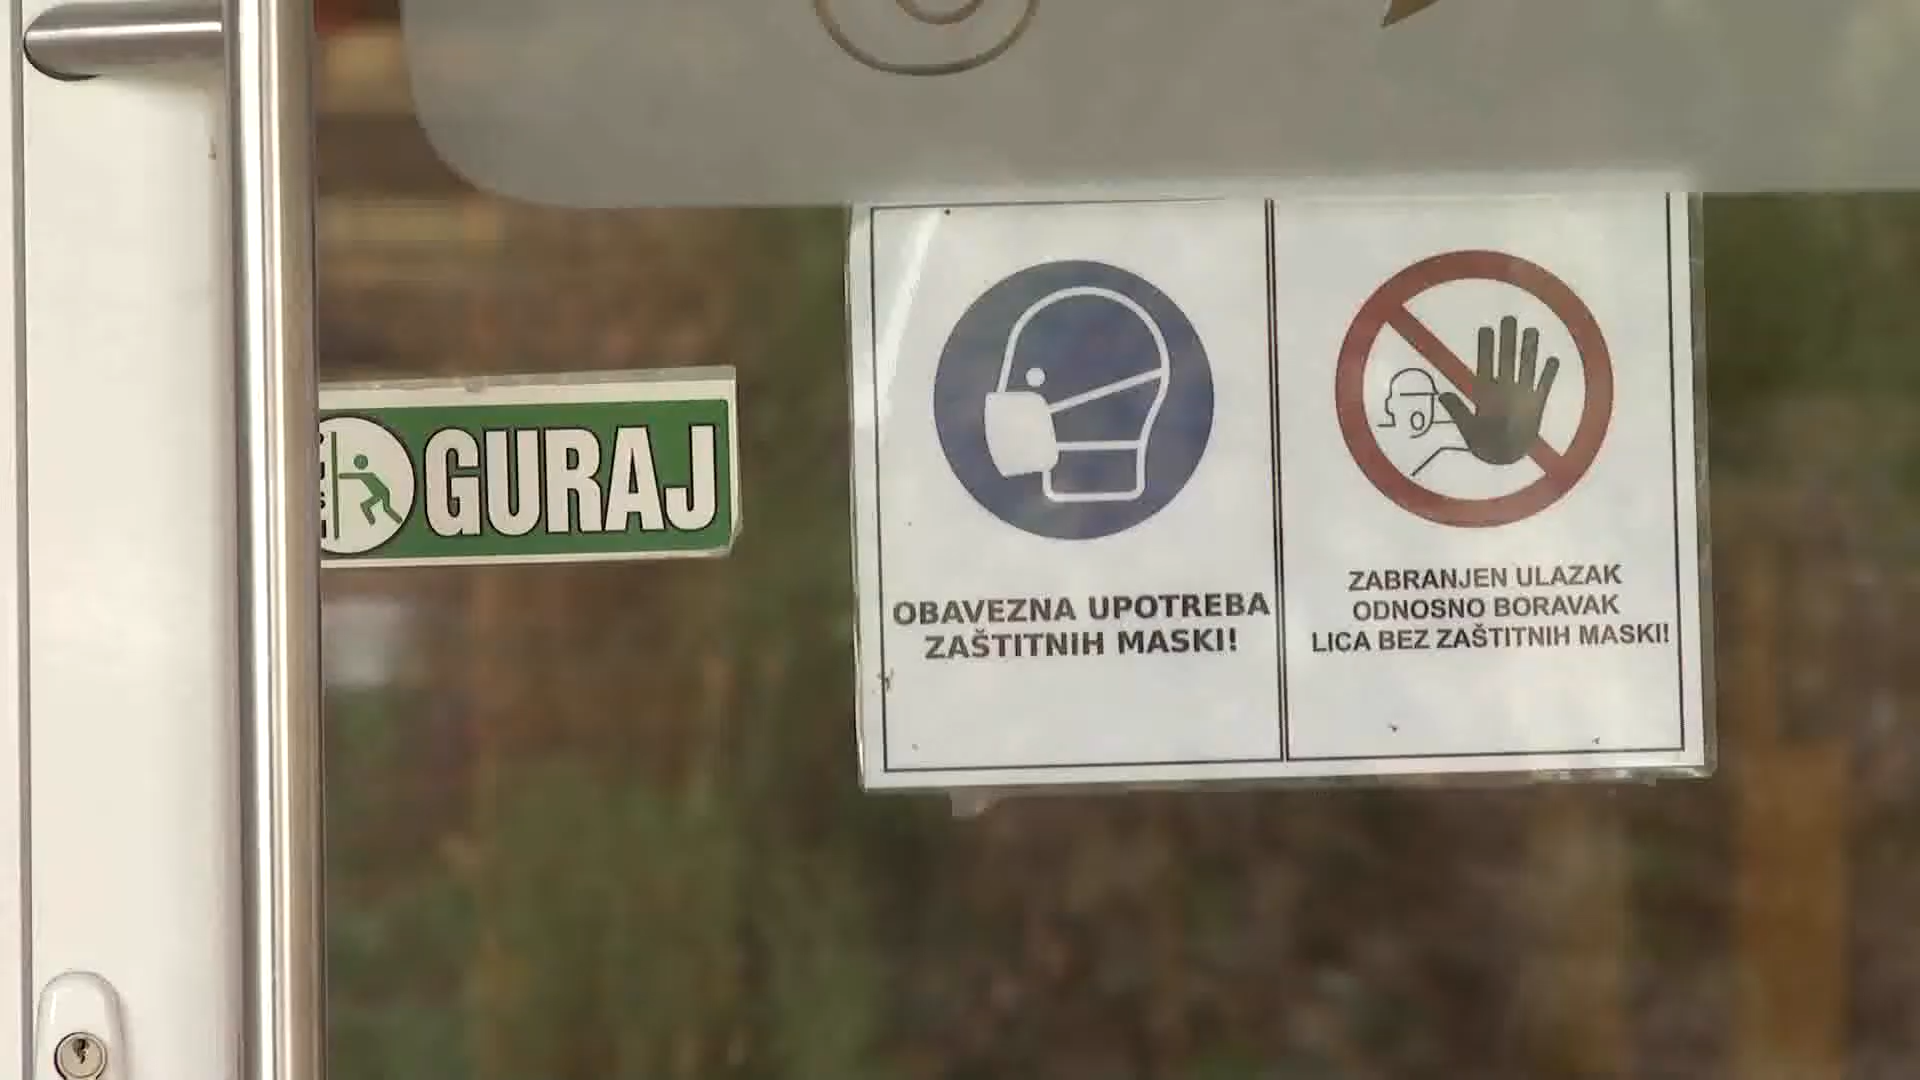 GURAJ
OBAVEZNA UPOTREBA
ZAŠTITNIH MASKI!
ZABRANJEN ULAZAK
ODNOSNO BORAVAK
LICA BEZ ZAŠTITNIH MASKI!